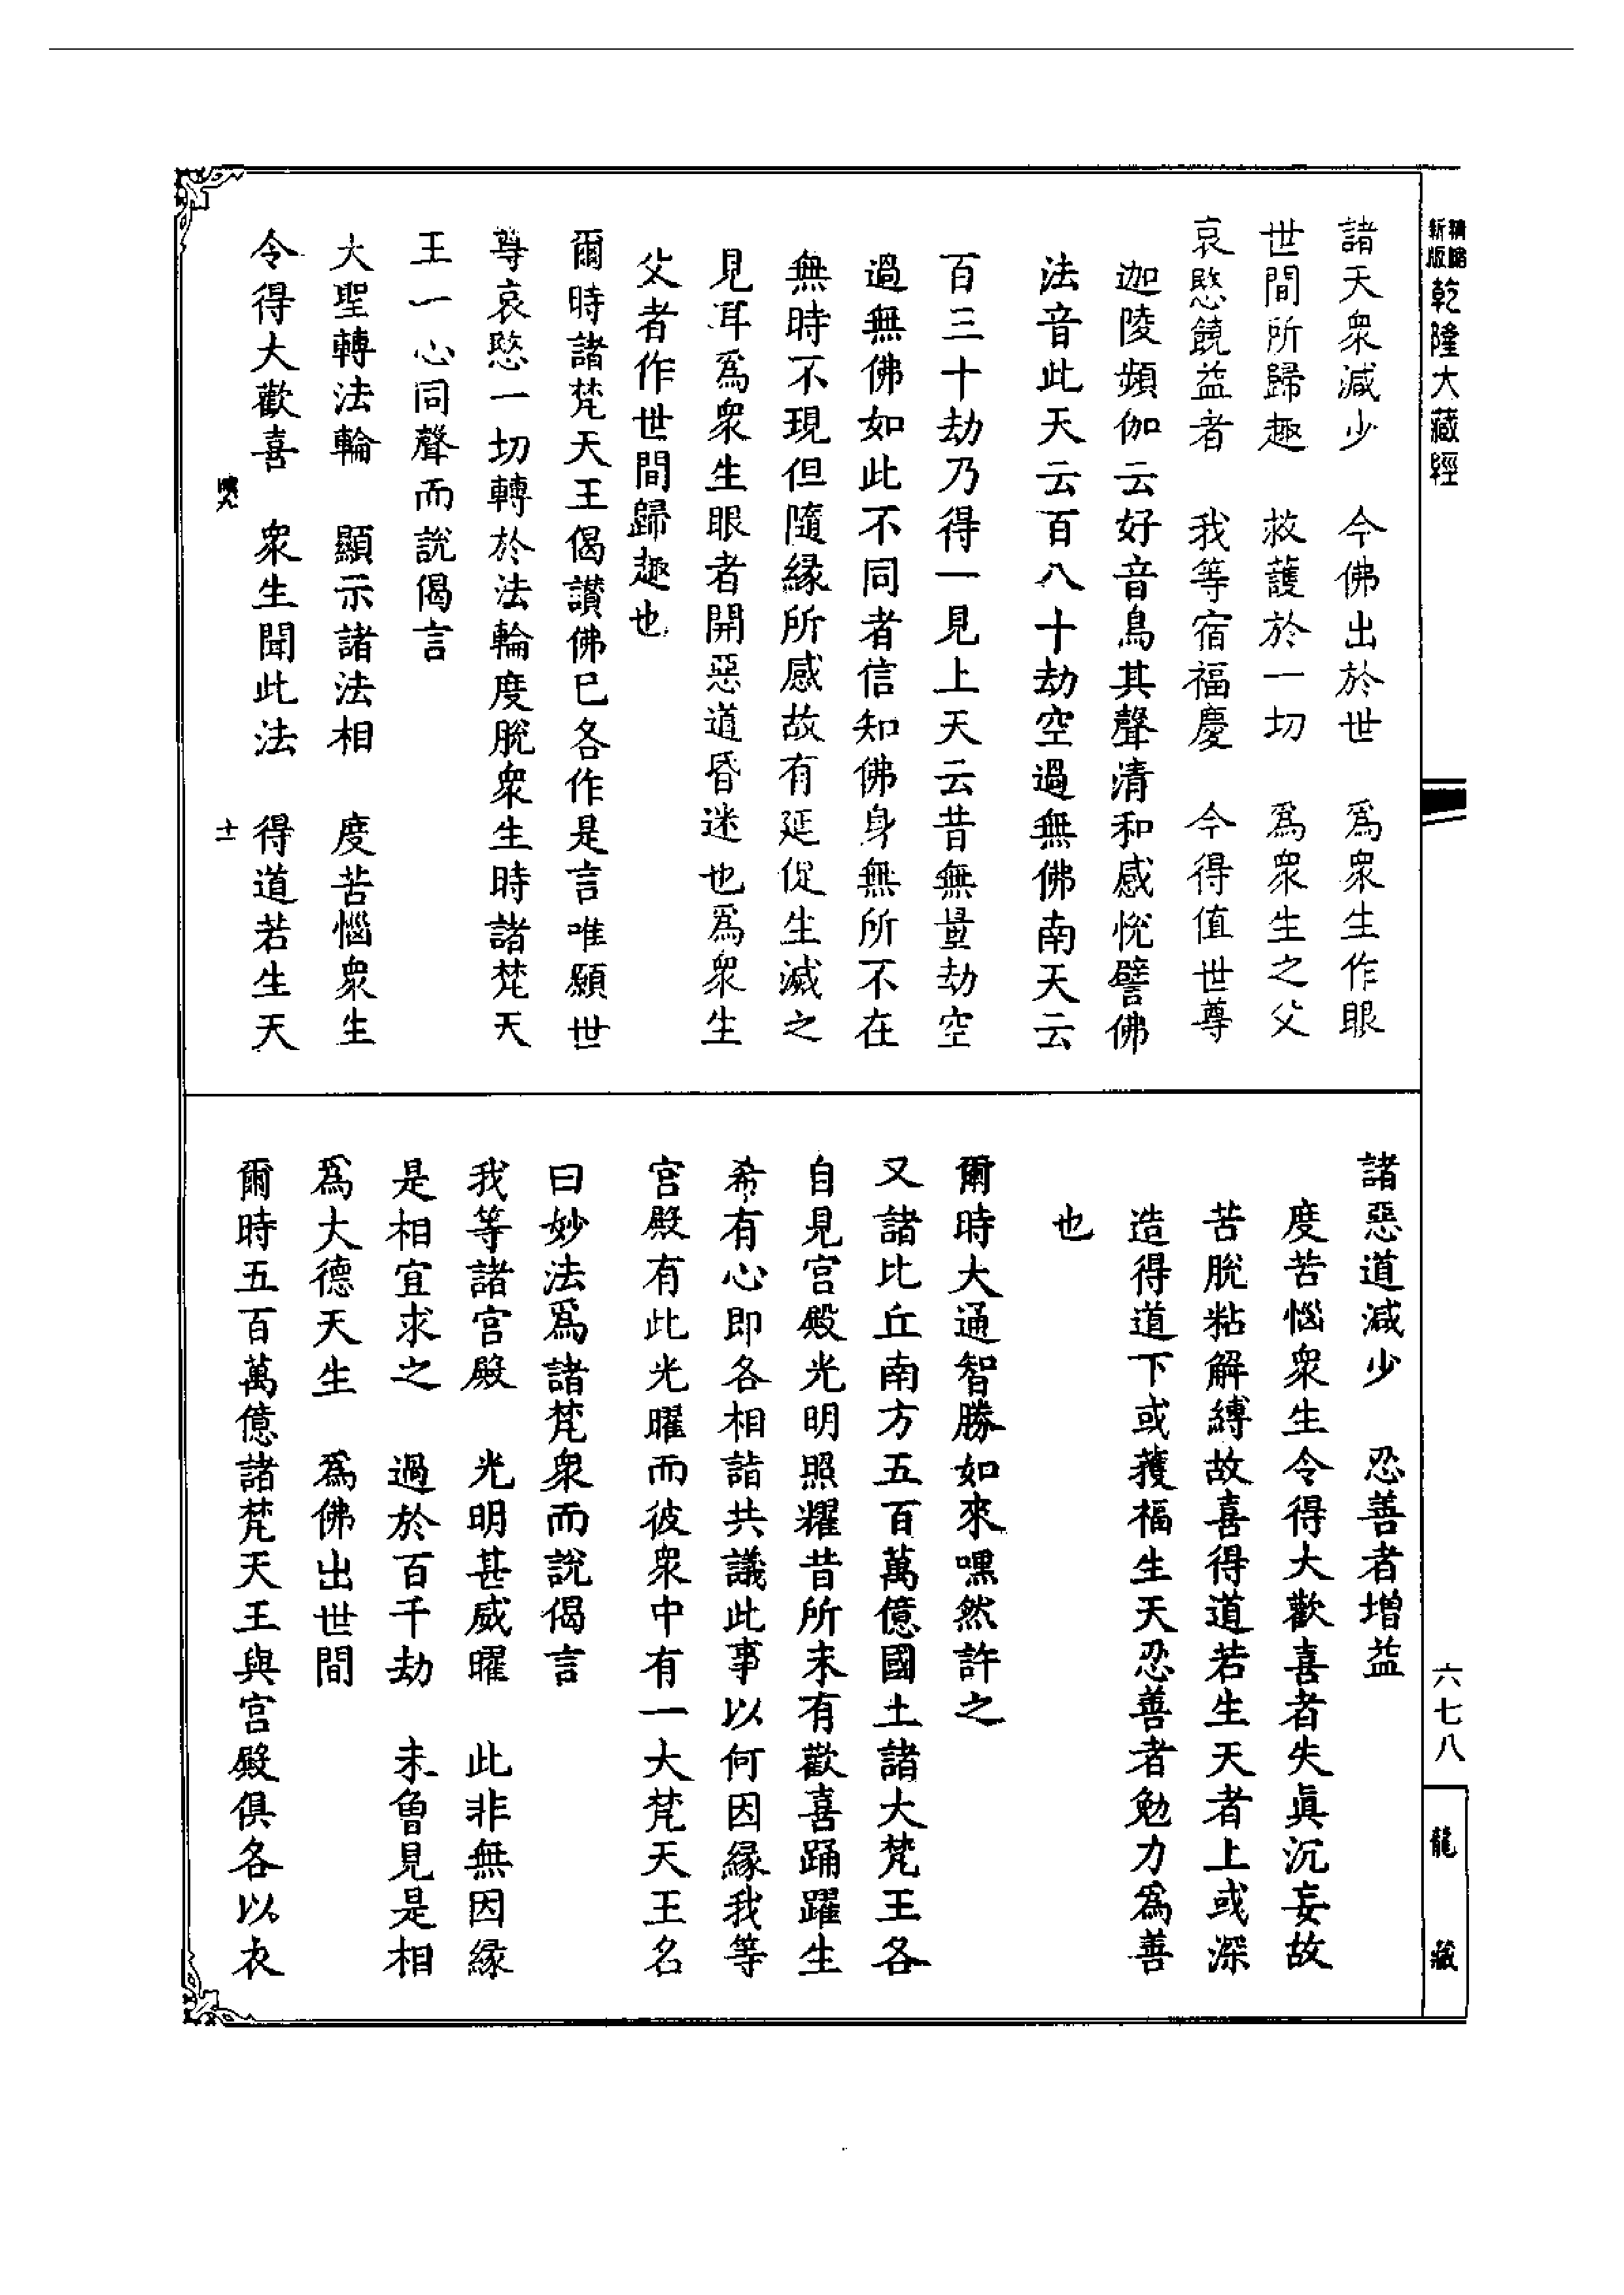 新版 精縮 乾隆大藏經
諸天衆減少　今佛出於世　爲衆生作眼
世間所歸趣　救護於一切　爲衆生之父
哀愍饒益者　我等宿福慶　今得值世尊
迦陵頻伽云好音鳥其聲清和感悅譬佛
法音此天云百八十劫空過無佛南天云
百三十劫乃得一見上天云昔無量劫空
過無佛如此不同者信知佛身無所不在
無時不現但隨緣所感故有延促生滅之
見耳爲衆生眼者開惡道昏迷也爲衆生
父者作世間歸趣也
爾時諸梵天王偈讚佛已各作是言唯願世
尊哀愍一切轉於法輪度脫衆生時諸梵天
王一心同聲而說偈言
大聖轉法輪　顯示諸法相　度苦惱衆生
令得大歡喜　衆生聞此法　得道若生天
十一
諸惡道減少　忍善者增益
度苦惱衆生令得大歡喜者失眞沉妄故
苦脫粘解縛故喜得道若生天者上或深
造得道下或獲福生天忍善者勉力爲善
也
爾時大通智勝如來嘿然許之
又諸比丘南方五百萬億國土諸大梵王各
自見宮殿光明照耀昔所未有歡喜踊躍生
希有心即各相詣共議此事以何因緣我等
宮殿有此光曜而彼衆中有一大梵天王名
曰妙法爲諸梵衆而說偈言
我等諸宮殿　光明甚威曜　此非無因緣
是相宜求之　過於百千劫　未曾見是相
爲大德天生　爲佛出世間
爾時五百萬億諸梵天王與宮殿俱各以衣
六七八
龍藏